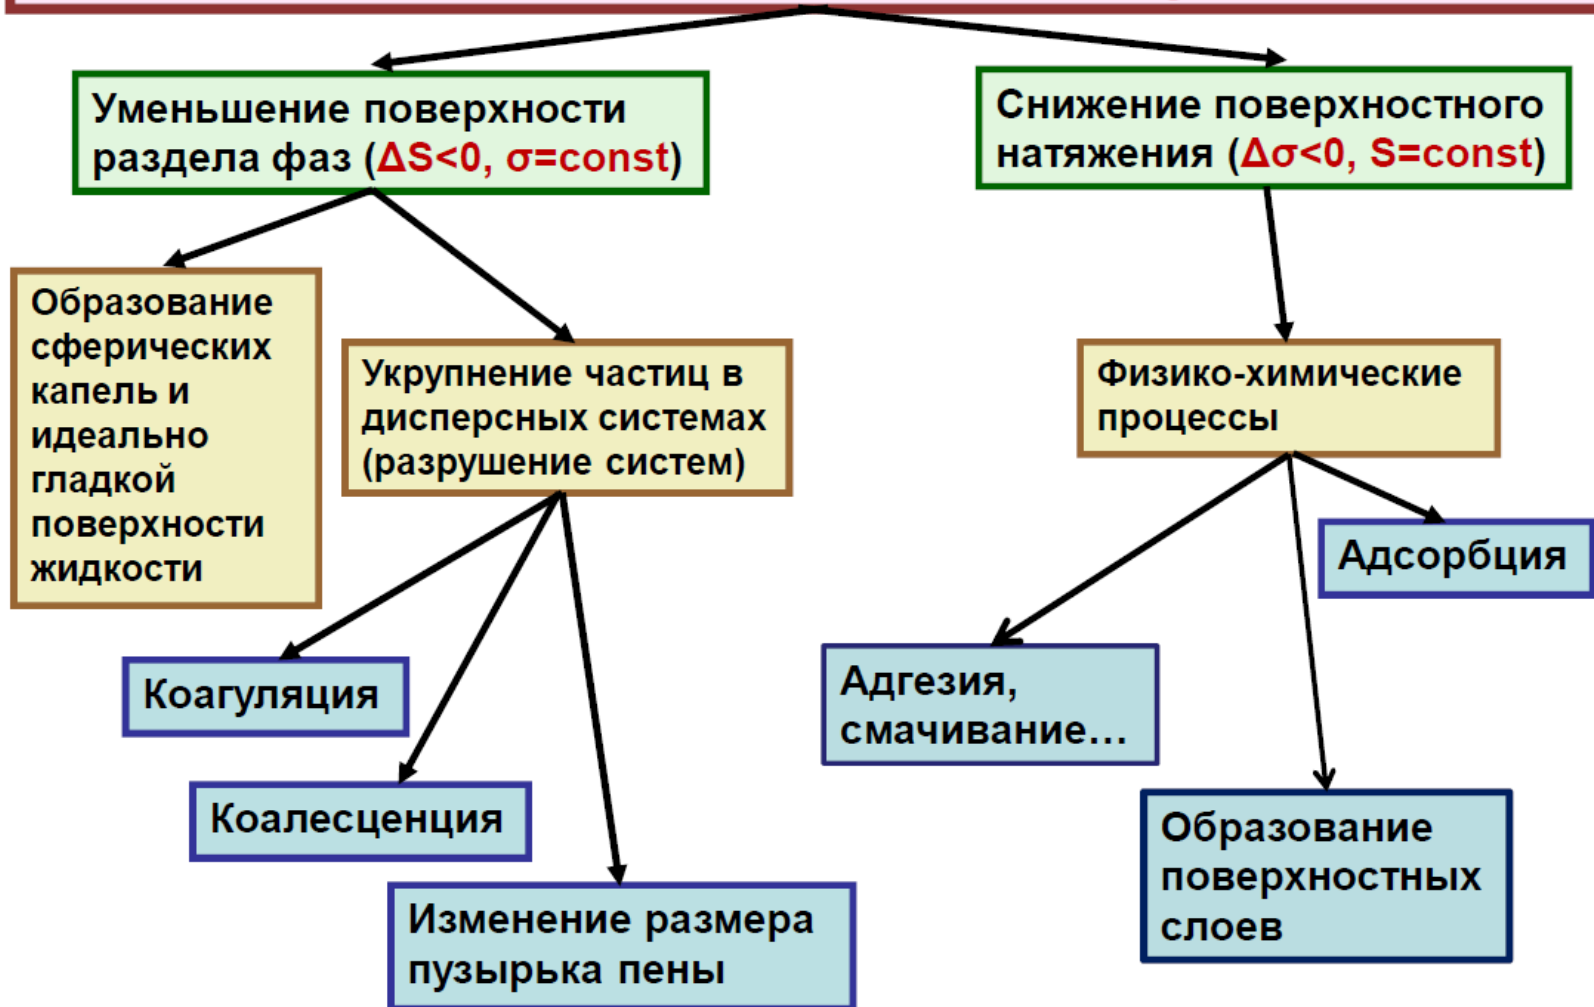 Уменьшение поверхности
раздела фаз (ΔS<0, σ=const)
Снижение поверхностного
натяжения (Δσ<0, S=const)
Образование
сферических
капель и
идеально
гладкой
поверхности
жидкости
Укрупнение частиц в
дисперсных системах
(разрушение систем)
Физико-химические
процессы
Адсорбция
Коагуляция
Адгезия,
смачивание…
Коалесценция
Образование
поверхностных
слоев
Изменение размера
пузырька пены